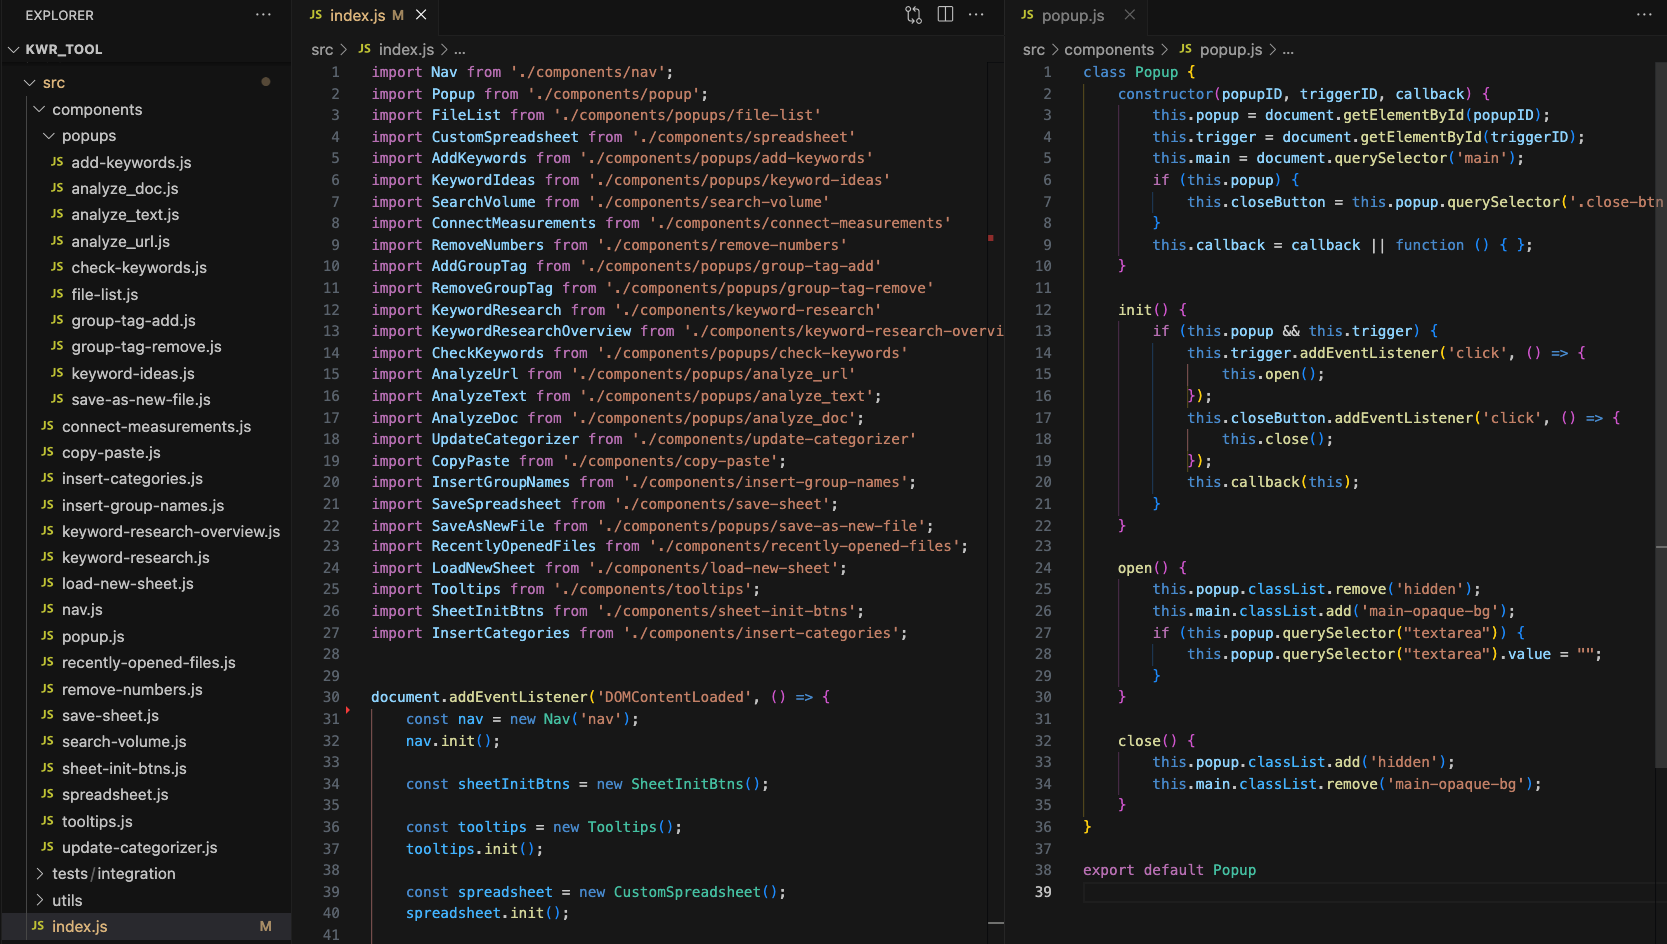 EXPLORER
KWR_TOOL
src
components
popups
JS add-keywords.js
JS analyze_doc.js
JS analyze_text.js
JS analyze_url.js
JS check-keywords.js
JS file-list.js
JS group-tag-add.js
JS group-tag-remove.js
JS keyword-ideas.js
JS save-as-new-file.js
JS connect-measurements.js
JS copy-paste.js
JS insert-categories.js
JS insert-group-names.js
JS keyword-research-overview.js
JS keyword-research.js
JS load-new-sheet.js
JS nav.js
JS popup.js
JS recently-opened-files.js
JS remove-numbers.js
JS save-sheet.js
JS search-volume.js
JS sheet-init-btns.js
JS spreadsheet.js
JS tooltips.js
JS update-categorizer.js
tests/integration
utils
JS index.js M
JS index.js M
src > JS index.js > ...
1 import Nav from './components/nav';
2 import Popup from './components/popup';
3 import FileList from './components/popups/file-list'
4 import CustomSpreadsheet from './components/spreadsheet'
5 import AddKeywords from './components/popups/add-keywords'
6 import KeywordIdeas from './components/popups/keyword-ideas'
7 import SearchVolume from './components/search-volume'
8 import ConnectMeasurements from './components/connect-measurements'
9 import RemoveNumbers from './components/remove-numbers'
10 import AddGroupTag from './components/popups/group-tag-add'
11 import RemoveGroupTag from './components/popups/group-tag-remove'
12 import KeywordResearch from './components/keyword-research'
13 import KeywordResearchOverview from './components/keyword-research-overvi
14 import CheckKeywords from './components/popups/check-keywords'
15 import AnalyzeUrl from './components/popups/analyze_url'
16 import AnalyzeText from './components/popups/analyze_text';
17 import AnalyzeDoc from './components/popups/analyze_doc';
18 import UpdateCategorizer from './components/update-categorizer'
19 import CopyPaste from './components/copy-paste';
20 import InsertGroupNames from './components/insert-group-names';
21 import SaveSpreadsheet from './components/save-sheet';
22 import SaveAsNewFile from './components/popups/save-as-new-file';
23 import RecentlyOpenedFiles from './components/recently-opened-files';
24 import LoadNewSheet from './components/load-new-sheet';
25 import Tooltips from './components/tooltips';
26 import SheetInitBtns from './components/sheet-init-btns';
27 import InsertCategories from './components/insert-categories';
28
29
30 document.addEventListener('DOMContentLoaded', () => {
31 const nav = new Nav('nav');
32 nav.init();
33
34 const sheetInitBtns = new SheetInitBtns();
35
36 const tooltips = new Tooltips();
37 tooltips.init();
38
39 const spreadsheet = new CustomSpreadsheet();
40 spreadsheet.init();
41
JS popup.js
src > components > JS popup.js > ...
1 class Popup {
2 constructor(popupID, triggerID, callback) {
3 this.popup = document.getElementById(popupID);
4 this.trigger = document.getElementById(triggerID);
5 this.main = document.querySelector('main');
6 if (this.popup) {
7 this.closeButton = this.popup.querySelector('.close-btn
8 }
9 this.callback = callback || function () { };
10 }
11
12 init() {
13 if (this.popup && this.trigger) {
14 this.trigger.addEventListener('click', () => {
15 this.open();
16 });
17 this.closeButton.addEventListener('click', () => {
18 this.close();
19 });
20 this.callback(this);
21 }
22 }
23
24 open() {
25 this.popup.classList.remove('hidden');
26 this.main.classList.add('main-opaque-bg');
27 if (this.popup.querySelector("textarea")) {
28 this.popup.querySelector("textarea").value = "";
29 }
30 }
31
32 close() {
33 this.popup.classList.add('hidden');
34 this.main.classList.remove('main-opaque-bg');
35 }
36 }
37
38 export default Popup
39